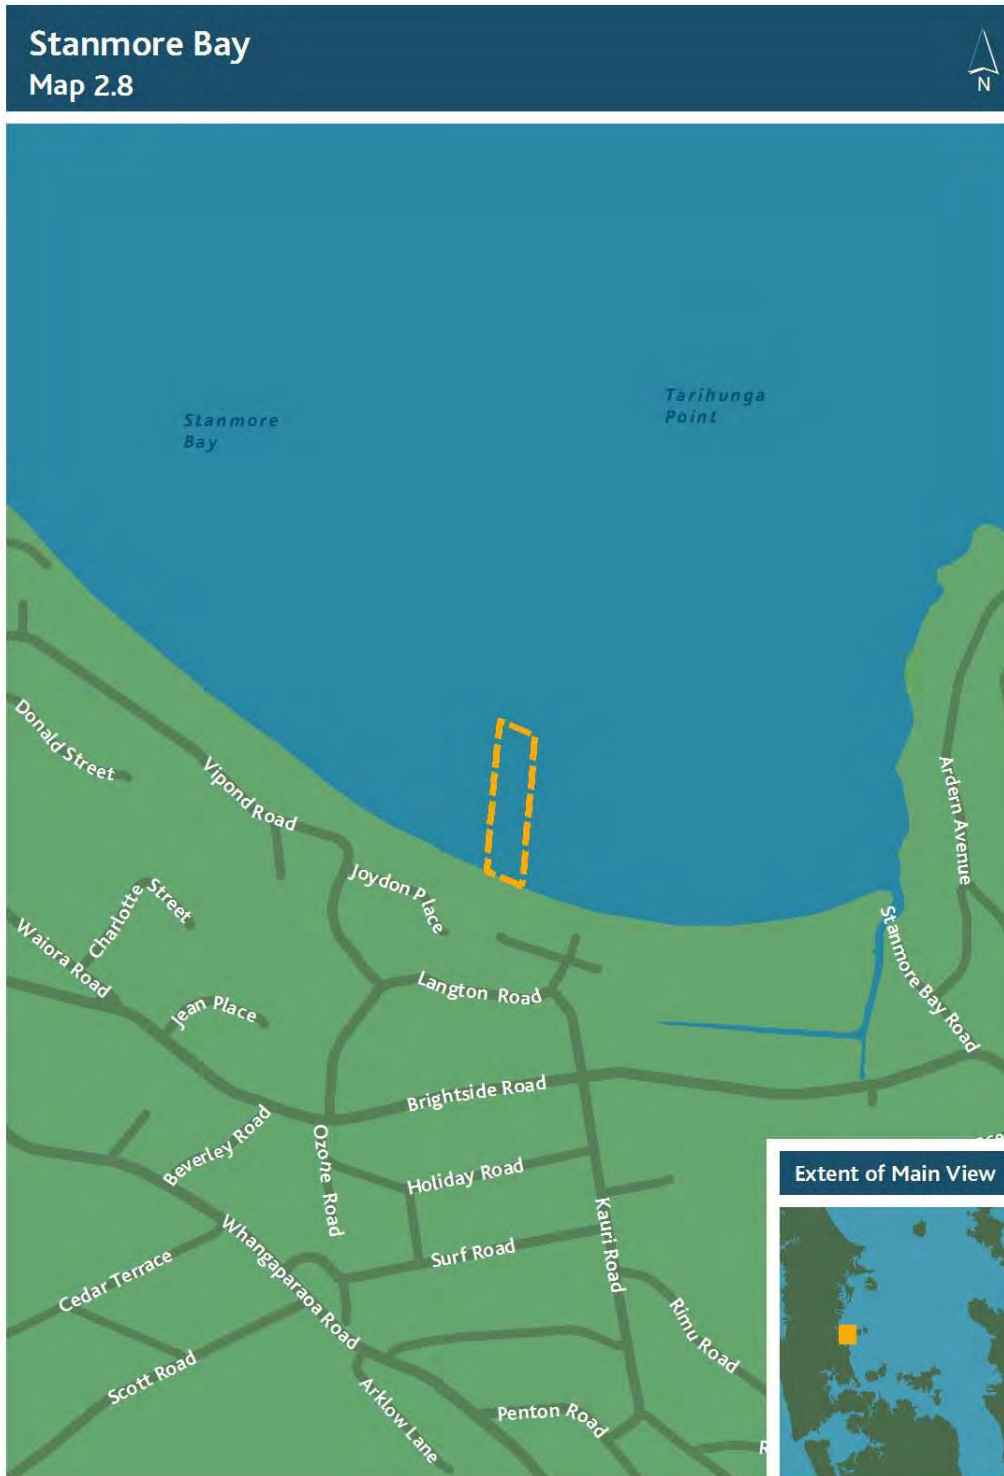 Stanmore Bay
Map 2.8
N
Tarihunga
Point
Stanmore
Bay
Donald Street
Vipond Road
Ardern Avenue
Joydon Place
Charlotte Street
Waiora Road
Stanmore Bay Road
Langton Road
Jean Place
Brightside Road
Beverley Road
Ozone Road
Holiday Road
Extent of Main View
Kauri Road
Whangaparaoa Road
Surf Road
Cedar Terrace
Rimu Road
Scott Road
Arklow Lane
Penton Road
R